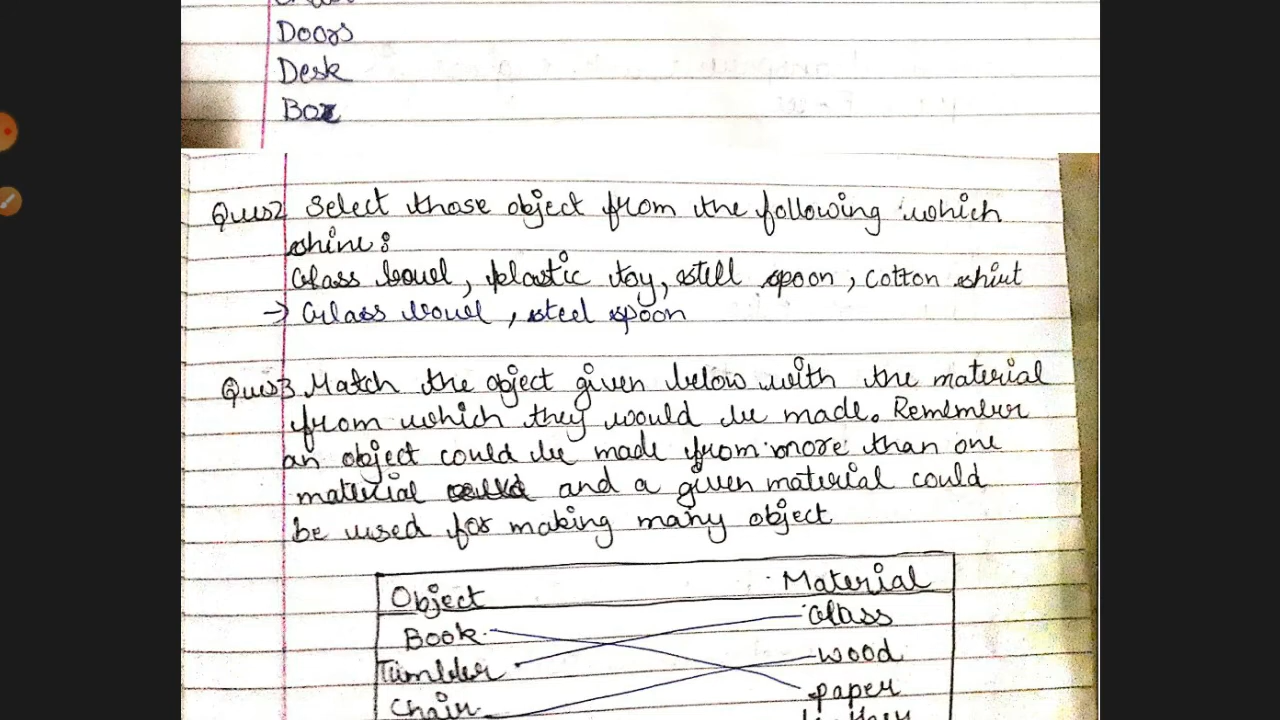 Doors
Desk
Box
Ques2 Select those object from the following which
shine:
Glass bowl, plastic toy, still spoon, cotton shirt
→ Glass bowl, steel spoon
Ques3 Match the object given below with the material
from which they would be made. Remember
an object could be made from more than one
material and a given material could
be used for making many object
Object Material
Book Glass
Tumbler wood
Chair paper